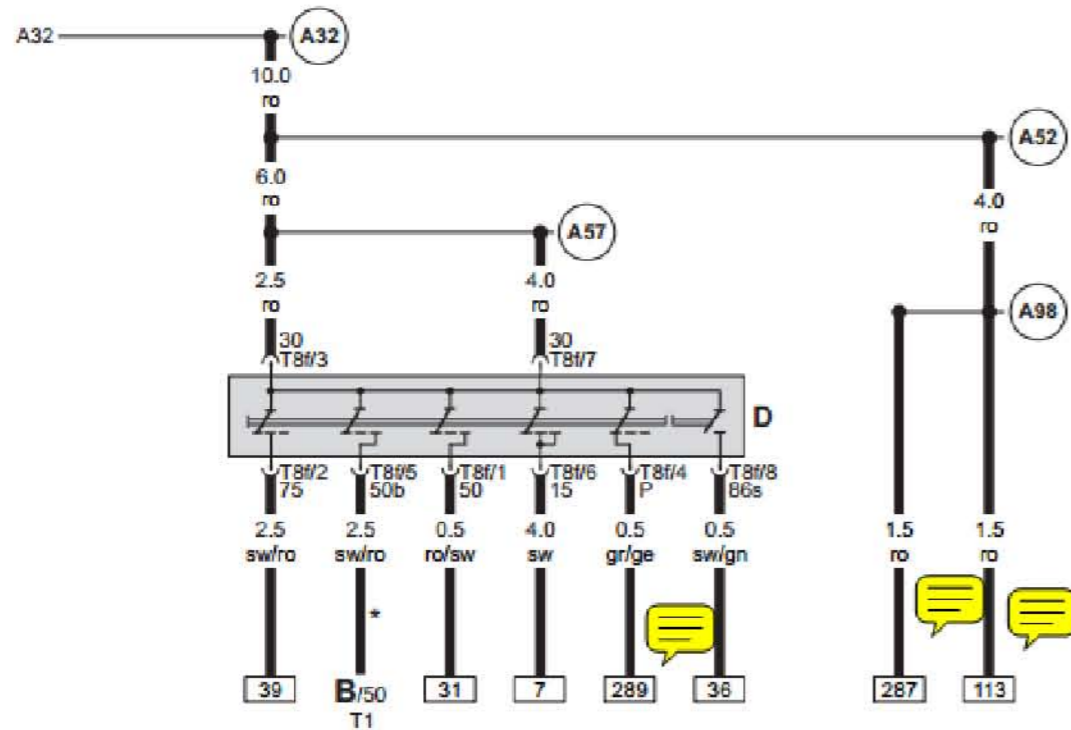 A32 A32
10.0
ro
A52
6.0 4.0
ro ro
A57
2.5 4.0
ro ro
A98
30 30
T8f/3 T8f/7
D
T8f/2 T8f/5 T8f/1 T8f/6 T8f/4 T8f/8
75 50b 50 15 P 86s
2.5 2.5 0.5 4.0 0.5 0.5 1.5 1.5
sw/ro sw/ro ro/sw sw gr/ge sw/gn ro ro
*
39 B/50 31 7 289 36 287 113
T1